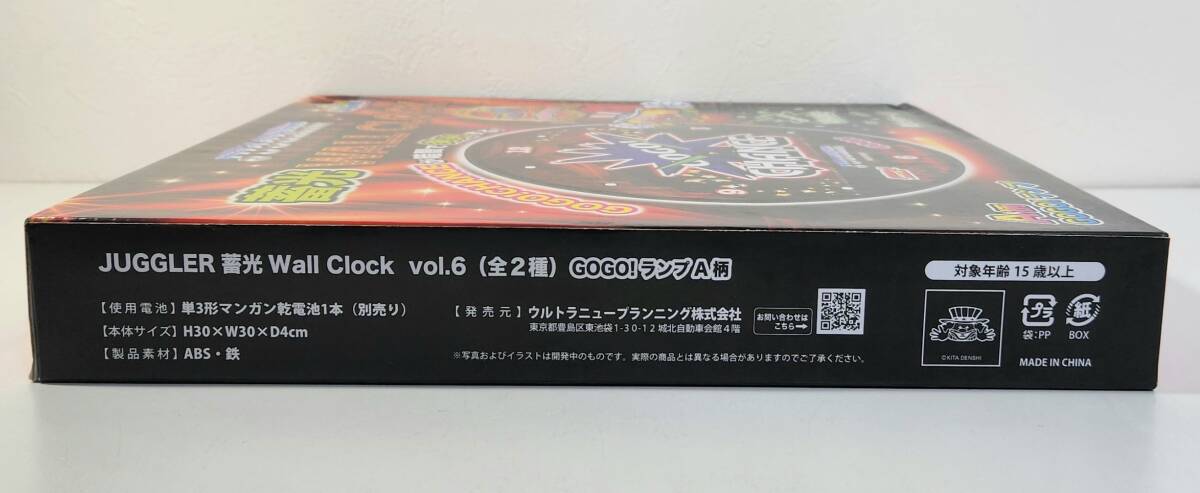 蓄光
GOGO!CHANCE
CHANCE
JUGGLER 蓄光 Wall Clock vol.6（全２種）GOGO!ランプA柄
【使用電池】単3形マンガン乾電池1本（別売り）
【本体サイズ】H30×W30×D4cm
【製品素材】ABS・鉄
【発売元】ウルトラニュープランニング株式会社
東京都豊島区東池袋1-30-12 城北自動車会館４階
※写真およびイラストは開発中のものです。実際の商品とは異なる場合がありますのでご了承ください。
お問い合わせは
こちら→
対象年齢 15 歳以上
©KITA DENSHI
プラ
袋：PP
紙
BOX
MADE IN CHINA